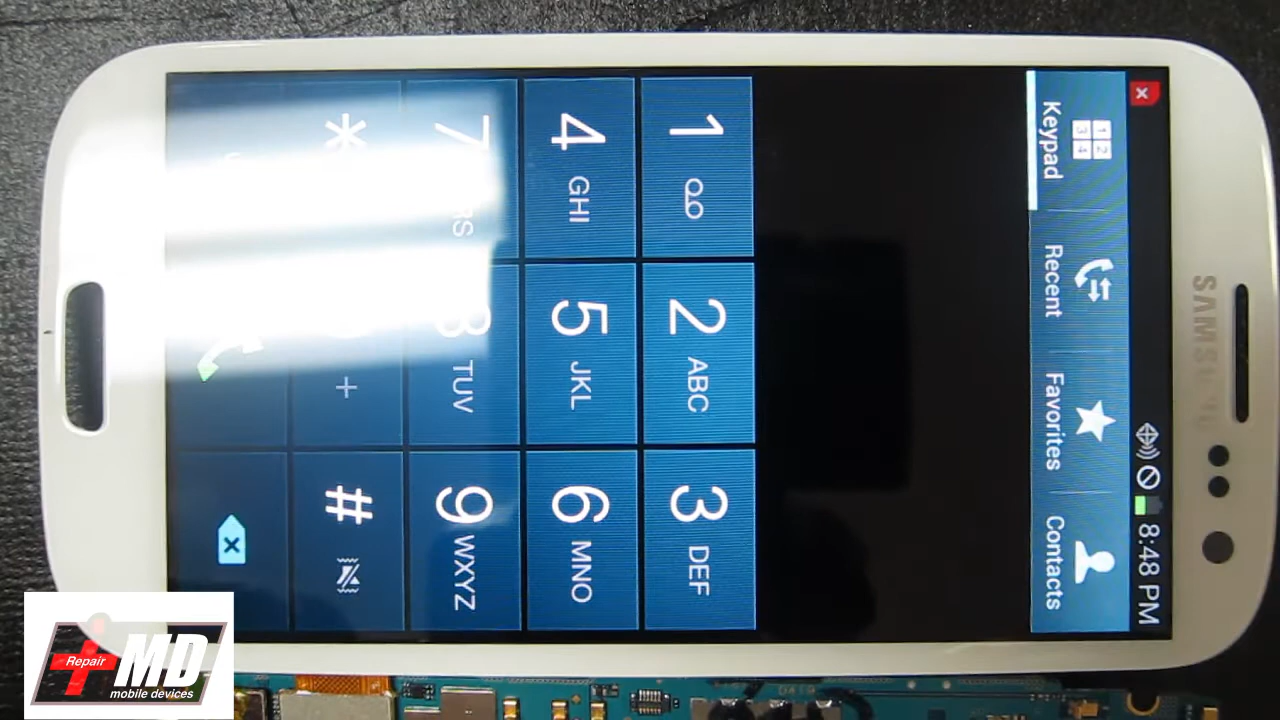 8:48 PM
Keypad Recent Favorites Contacts
1 2 ABC 3 DEF
4 GHI 5 JKL 6 MNO
7 8 TUV 9 WXYZ
* + #
SAMSUNG
Repair
MD
mobile devices